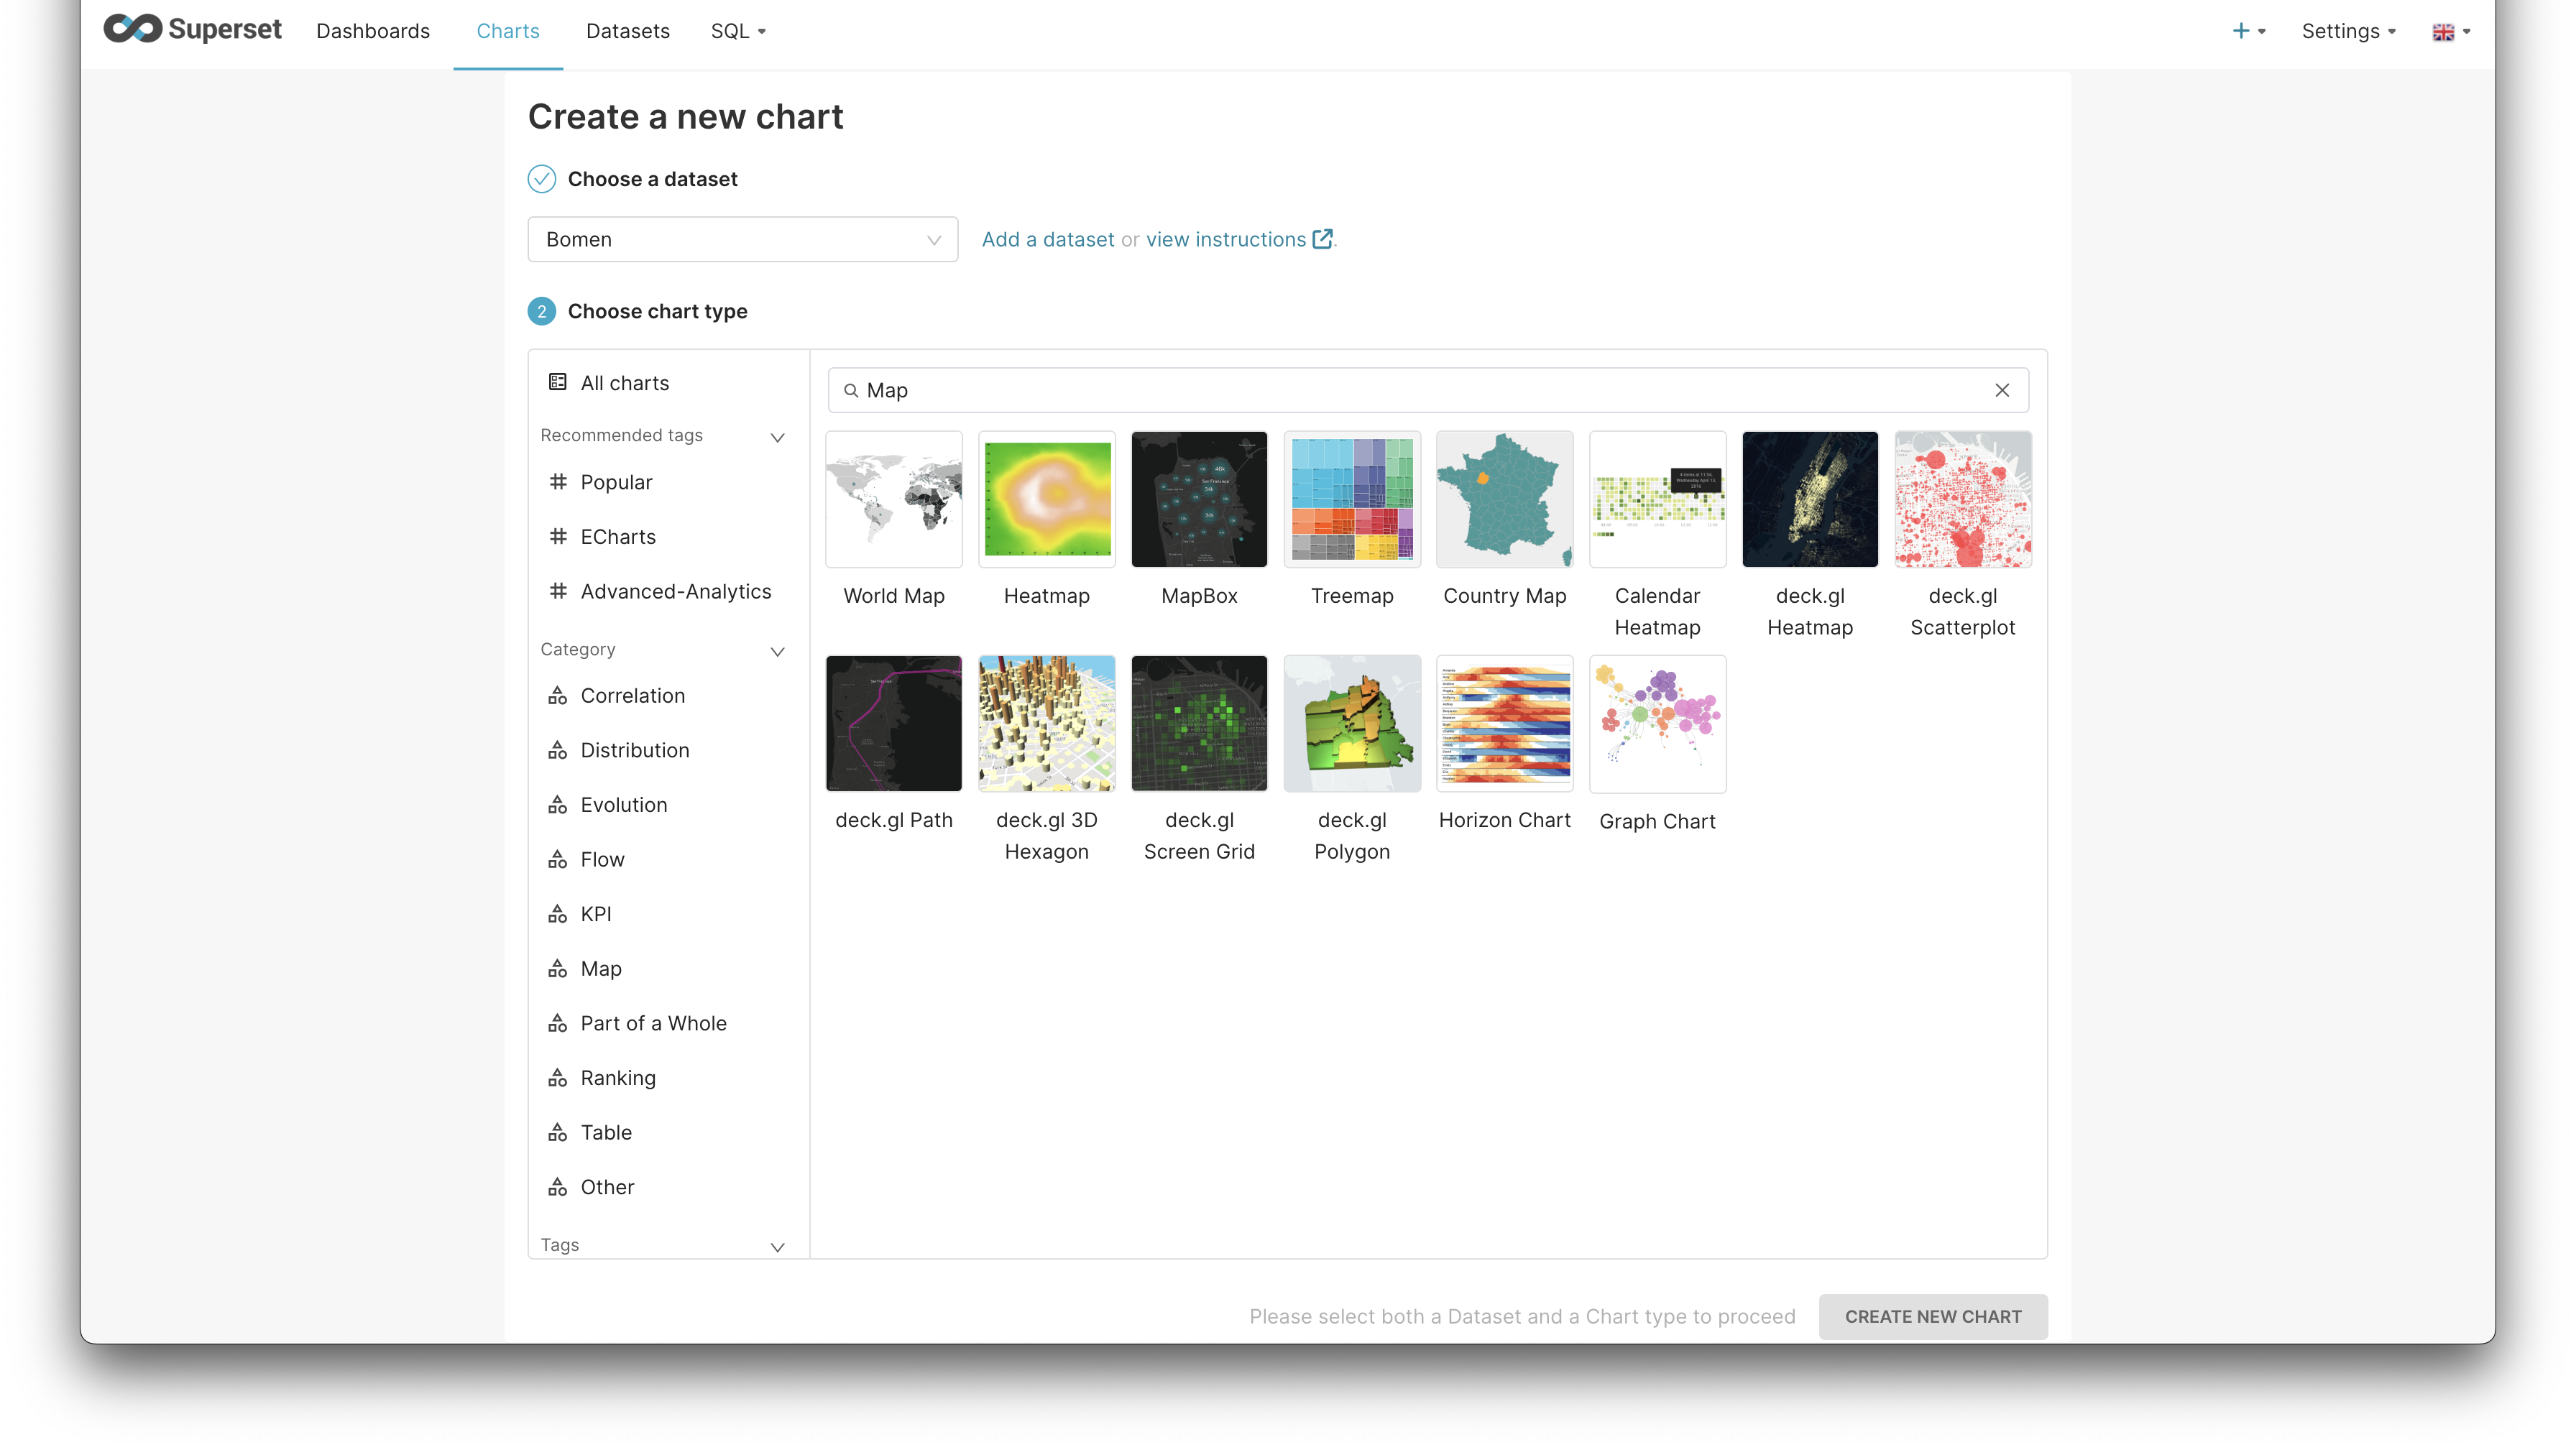 Superset Dashboards Charts Datasets SQL Settings
Create a new chart
Choose a dataset
Bomen Add a dataset or view instructions.
2 Choose chart type
All charts
Recommended tags
Popular
ECharts
Advanced-Analytics
Category
Correlation
Distribution
Evolution
Flow
KPI
Map
Part of a Whole
Ranking
Table
Other
Tags
Map
World Map Heatmap MapBox Treemap Country Map Calendar Heatmap deck.gl Heatmap deck.gl Scatterplot
deck.gl Path deck.gl 3D Hexagon deck.gl Screen Grid deck.gl Polygon Horizon Chart Graph Chart
Please select both a Dataset and a Chart type to proceed CREATE NEW CHART